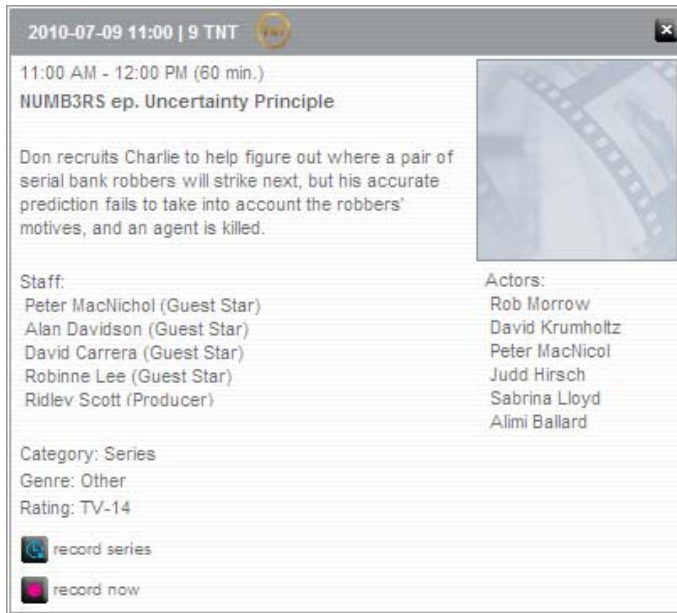 2010-07-09 11:00 | 9 TNT TNT
11:00 AM - 12:00 PM (60 min.)
NUMB3RS ep. Uncertainty Principle
Don recruits Charlie to help figure out where a pair of
serial bank robbers will strike next, but his accurate
prediction fails to take into account the robbers'
motives, and an agent is killed.
Staff:
Peter MacNichol (Guest Star)
Alan Davidson (Guest Star)
David Carrera (Guest Star)
Robinne Lee (Guest Star)
Ridley Scott (Producer)
Actors:
Rob Morrow
David Krumholtz
Peter MacNicol
Judd Hirsch
Sabrina Lloyd
Alimi Ballard
Category: Series
Genre: Other
Rating: TV-14
record series
record now